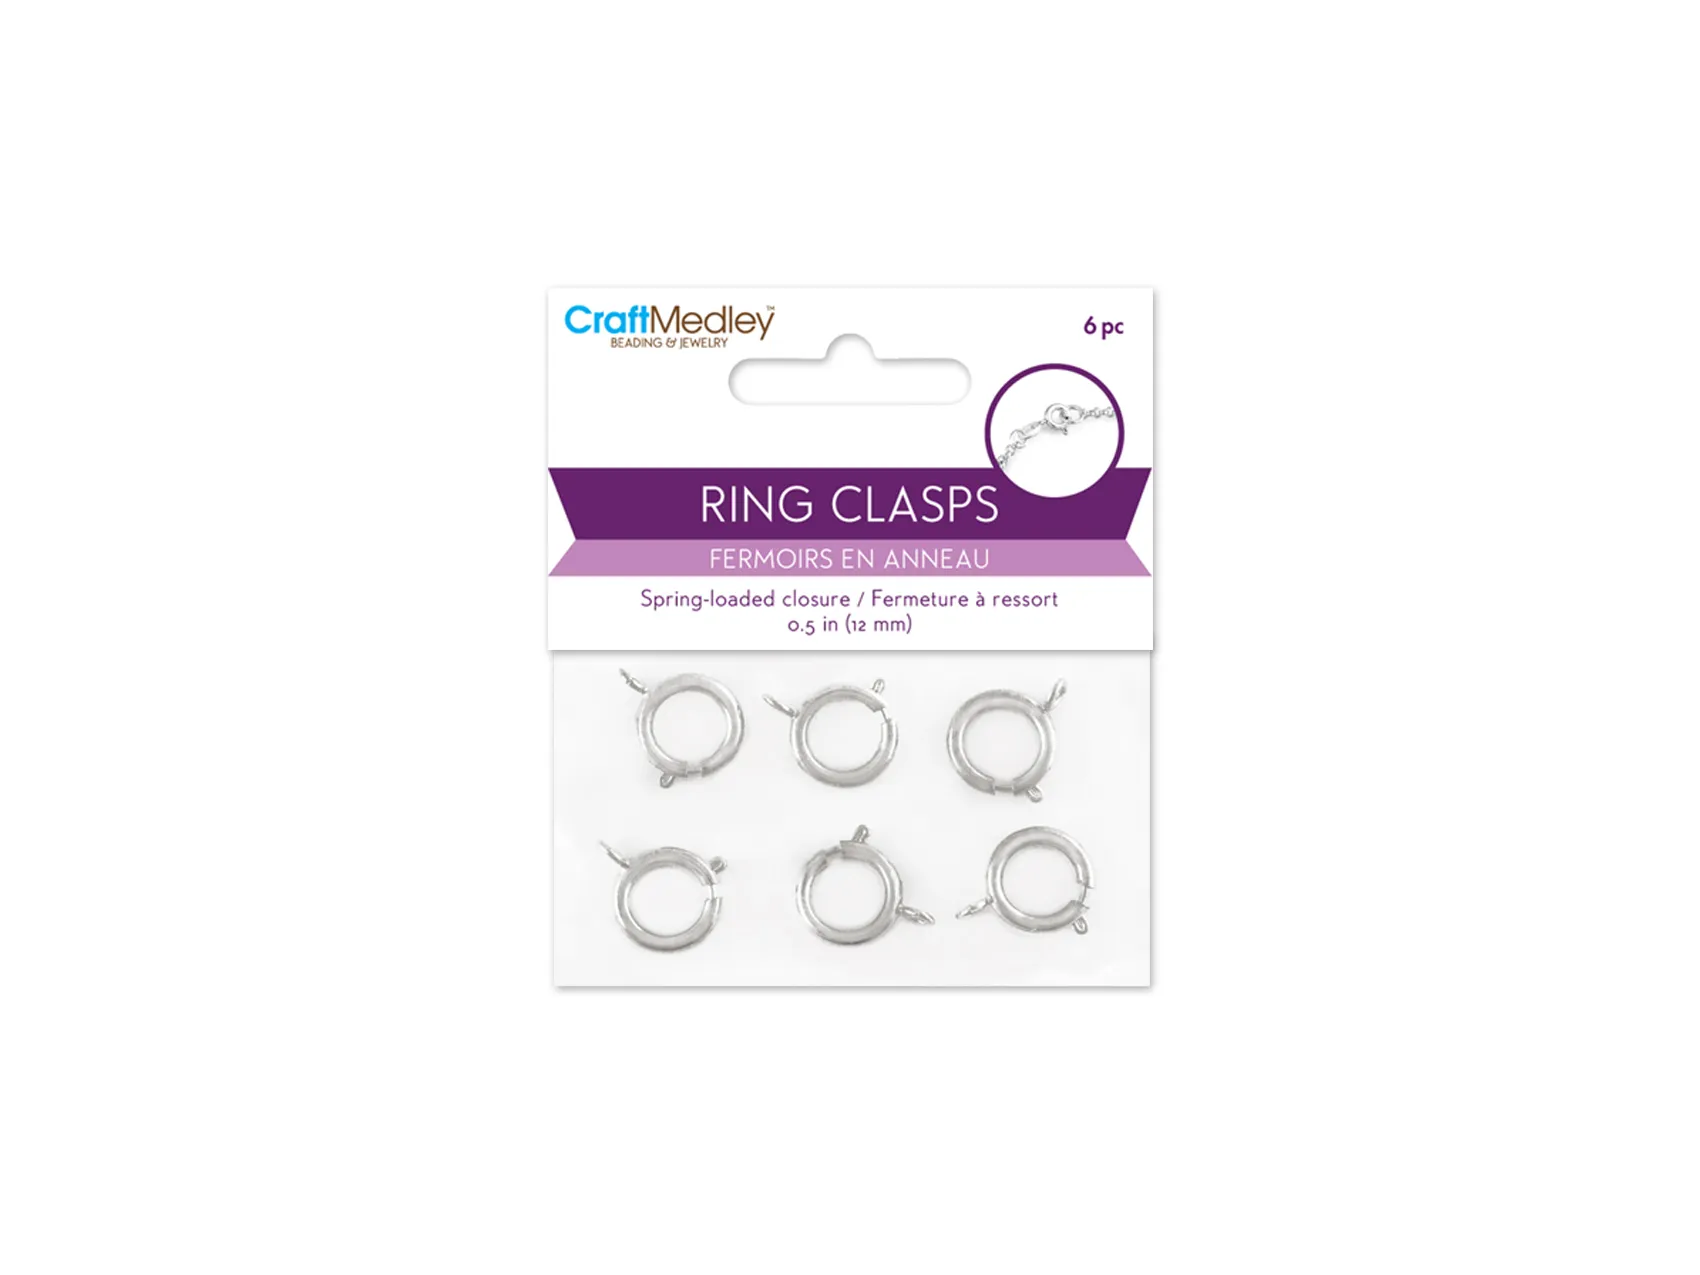 CraftMedley™
BEADING & JEWELRY
6 pc
RING CLASPS
FERMOIRS EN ANNEAU
Spring-loaded closure / Fermeture à ressort
0.5 in (12 mm)